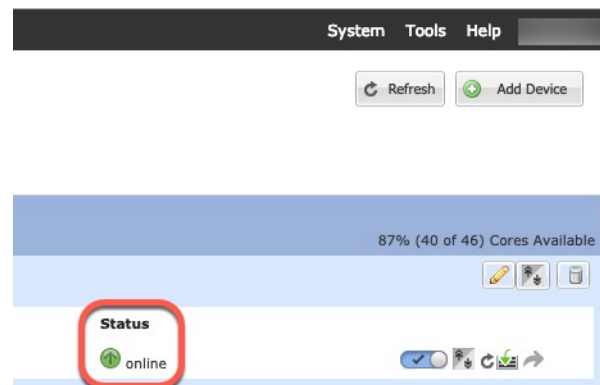 System Tools Help
Refresh Add Device
87% (40 of 46) Cores Available
Status
online